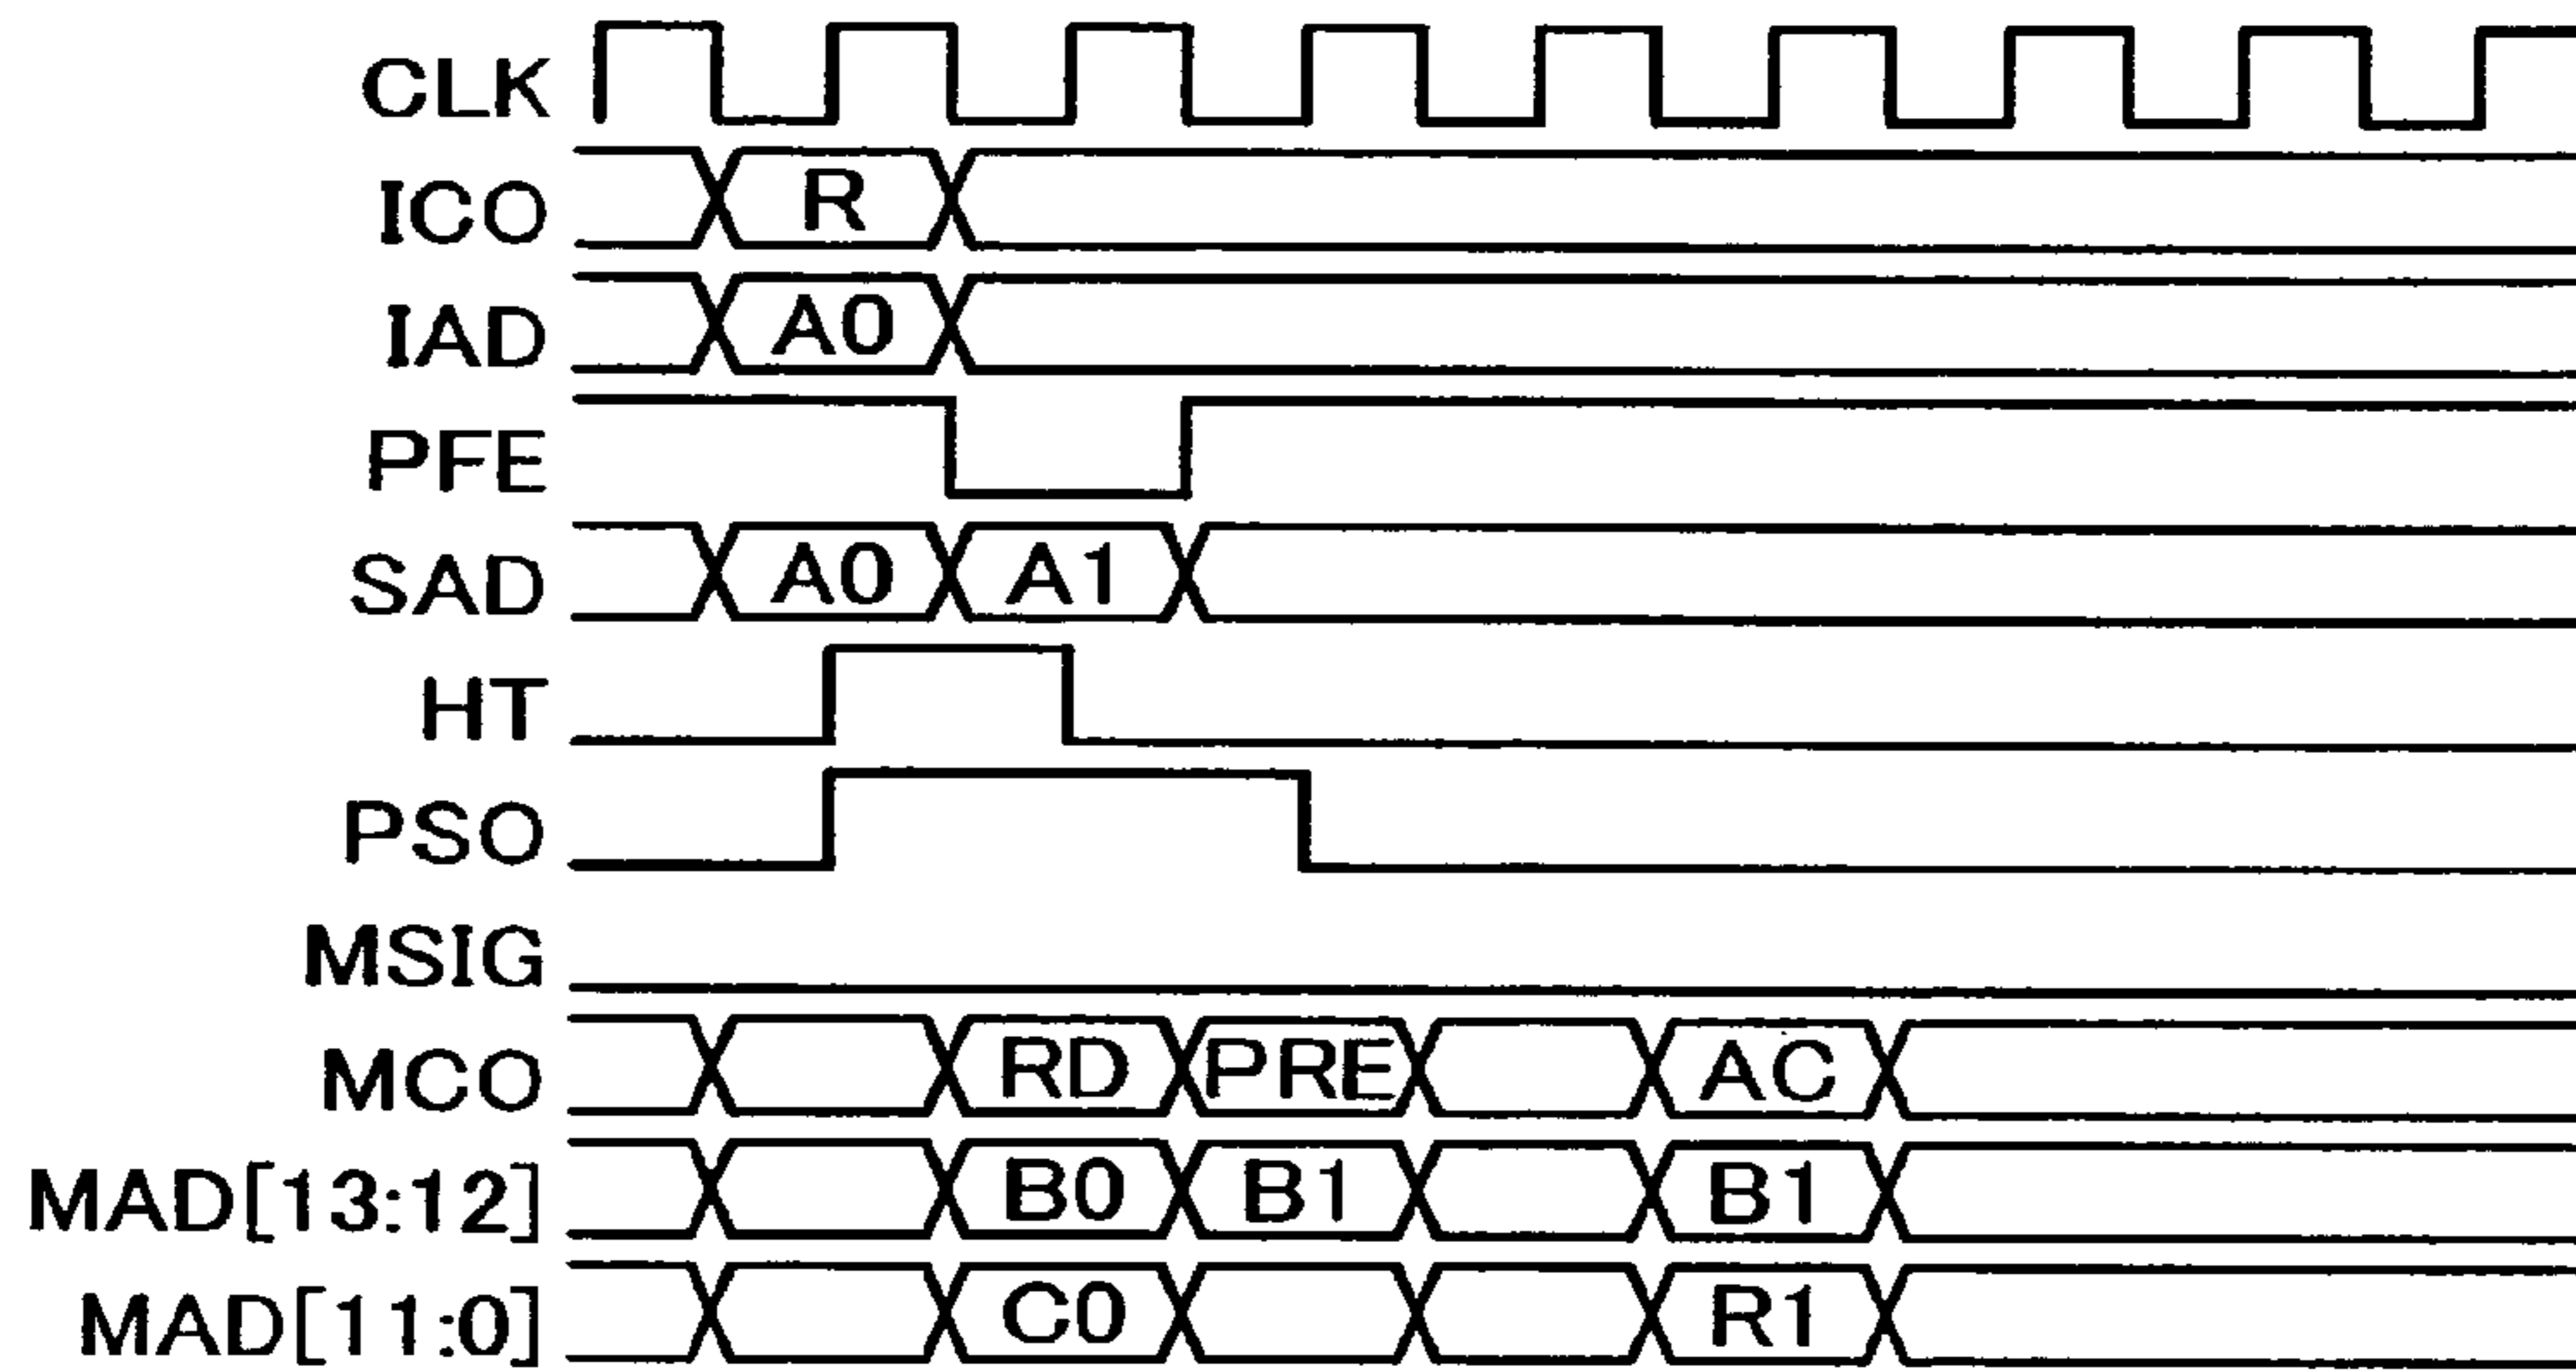 CLK
ICO R
IAD A0
PFE
SAD A0 A1
HT
PSO
MSIG
MCO RD PRE AC
MAD[13:12] B0 B1 B1
MAD[11:0] C0 R1